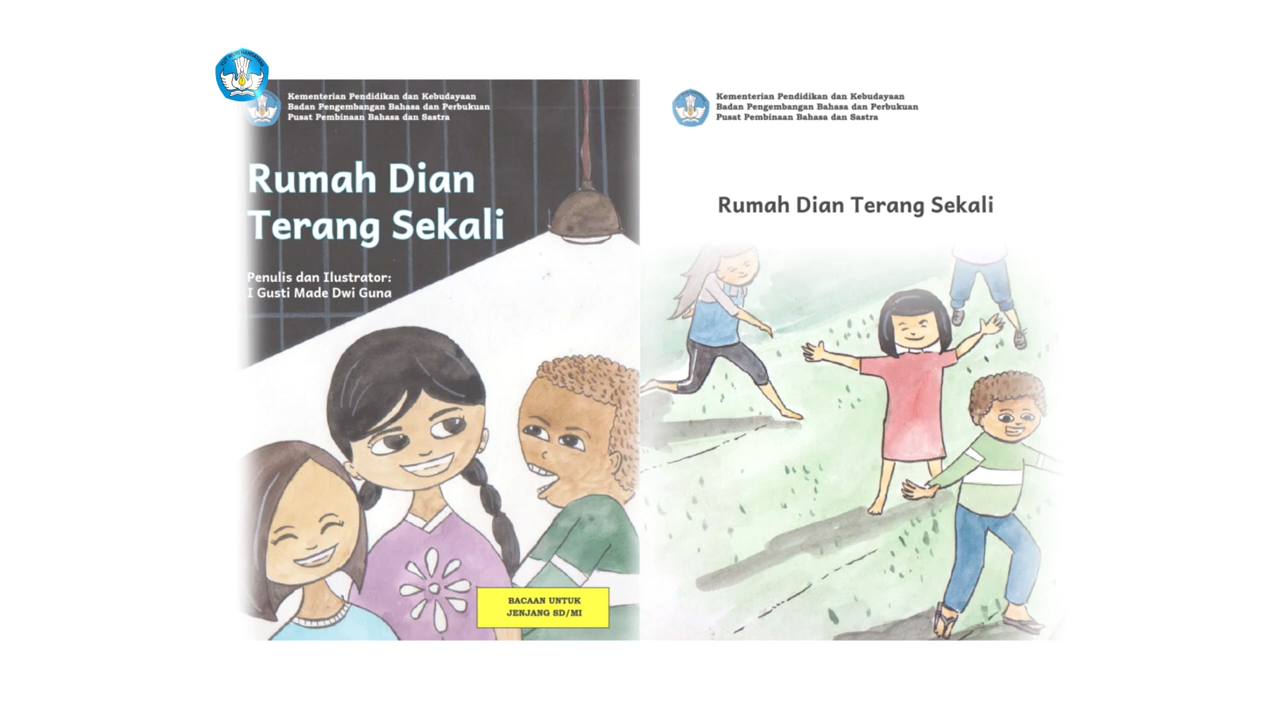 Kementerian Pendidikan dan Kebudayaan
Badan Pengembangan Bahasa dan Perbukuan
Pusat Pembinaan Bahasa dan Sastra
Rumah Dian
Terang Sekali
Penulis dan Ilustrator:
I Gusti Made Dwi Guna
BACAAN UNTUK
JENJANG SD/MI
Kementerian Pendidikan dan Kebudayaan
Badan Pengembangan Bahasa dan Perbukuan
Pusat Pembinaan Bahasa dan Sastra
Rumah Dian Terang Sekali